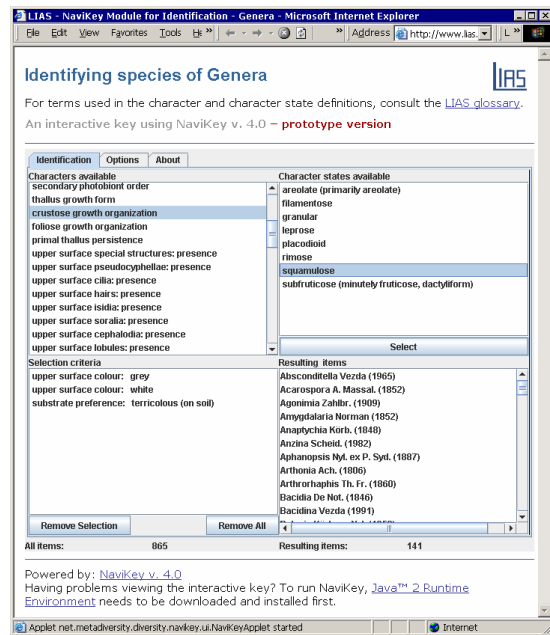 LIAS - NaviKey Module for Identification - Genera - Microsoft Internet Explorer
File Edit View Favorites Tools » » Address http://www.lias. L »
Identifying species of Genera
LIAS
For terms used in the character and character state definitions, consult the LIAS glossary.
An interactive key using NaviKey v. 4.0 – prototype version
Identification Options About
Characters available
secondary photobiont order
thallus growth form
crustose growth organization
foliose growth organization
primal thallus persistence
upper surface special structures: presence
upper surface pseudocyphellae: presence
upper surface cilia: presence
upper surface hairs: presence
upper surface isidia: presence
upper surface soralia: presence
upper surface cephalodia: presence
upper surface lobules: presence
Character states available
areolate (primarily areolate)
filamentose
granular
leprose
placodioid
rimose
squamulose
subfruticose (minutely fruticose, dactyliform)
Select
Selection criteria
upper surface colour: grey
upper surface colour: white
substrate preference: terricolous (on soil)
Remove Selection Remove All
Resulting items
Absconditella Vezda (1965)
Acarospora A. Massal. (1852)
Agonimia Zahlbr. (1909)
Amygdalaria Norman (1852)
Anaptychia Körb. (1848)
Anzina Scheid. (1982)
Aphanopsis Nyl. ex P. Syd. (1887)
Arthonia Ach. (1806)
Arthrorhaphis Th. Fr. (1860)
Bacidia De Not. (1846)
Bacidina Vezda (1991)
All items: 865 Resulting items: 141
Powered by: NaviKey v. 4.0
Having problems viewing the interactive key? To run NaviKey, Java™ 2 Runtime
Environment needs to be downloaded and installed first.
Applet net.metadiversity.diversity.navikey.ui.NaviKeyApplet started Internet